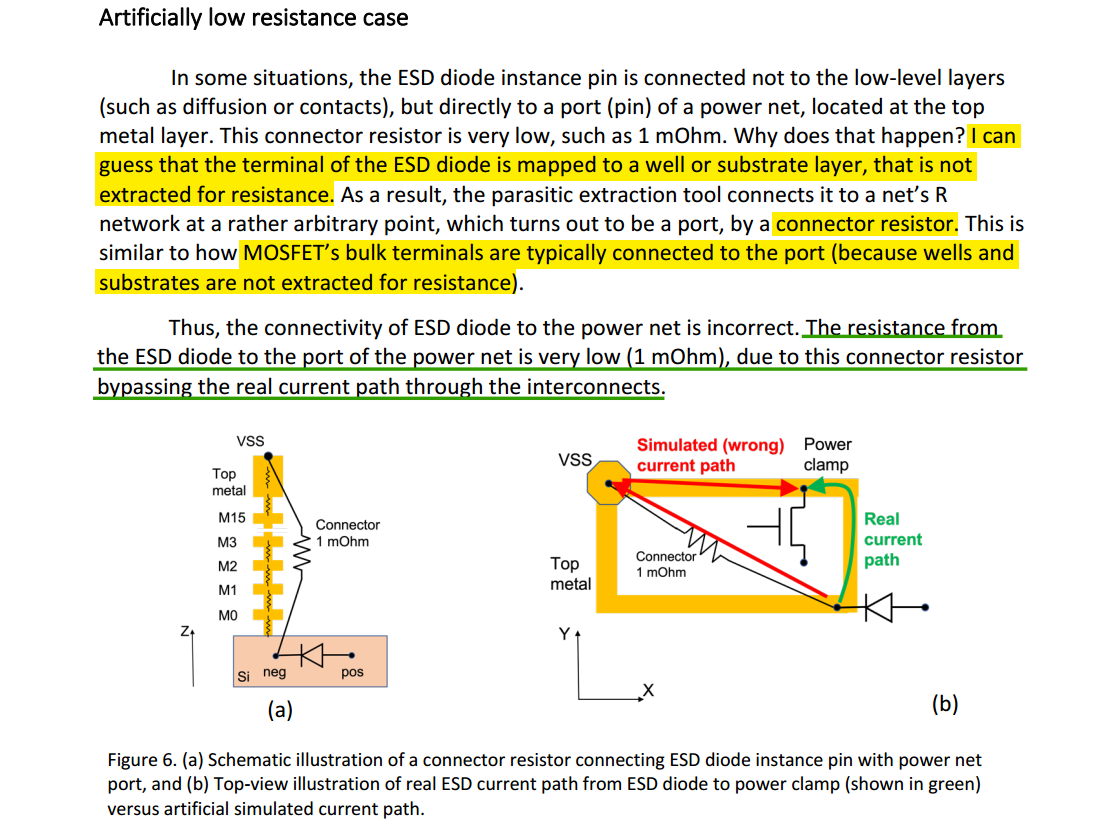 Artificially low resistance case
In some situations, the ESD diode instance pin is connected not to the low-level layers
(such as diffusion or contacts), but directly to a port (pin) of a power net, located at the top
metal layer. This connector resistor is very low, such as 1 mOhm. Why does that happen? I can
guess that the terminal of the ESD diode is mapped to a well or substrate layer, that is not
extracted for resistance. As a result, the parasitic extraction tool connects it to a net’s R
network at a rather arbitrary point, which turns out to be a port, by a connector resistor. This is
similar to how MOSFET’s bulk terminals are typically connected to the port (because wells and
substrates are not extracted for resistance).
Thus, the connectivity of ESD diode to the power net is incorrect. The resistance from
the ESD diode to the port of the power net is very low (1 mOhm), due to this connector resistor
bypassing the real current path through the interconnects.
VSS
Top
metal
M15
M3
M2
M1
M0
Connector
1 mOhm
Z
Si
neg
pos
(a)
VSS
Simulated (wrong)
current path
Power
clamp
Real
current
path
Connector
1 mOhm
Top
metal
Y
X
(b)
Figure 6. (a) Schematic illustration of a connector resistor connecting ESD diode instance pin with power net
port, and (b) Top-view illustration of real ESD current path from ESD diode to power clamp (shown in green)
versus artificial simulated current path.